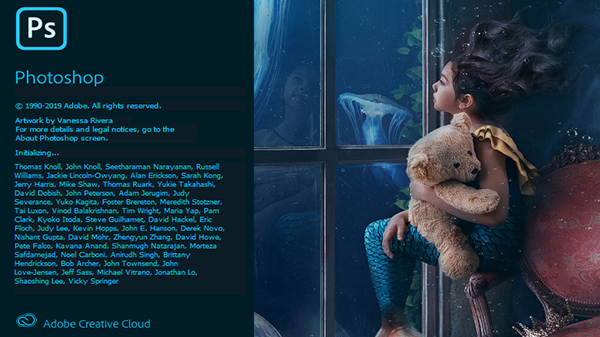 Ps
Photoshop
© 1990-2019 Adobe. All rights reserved.
Artwork by Vanessa Rivera
For more details and legal notices, go to the
About Photoshop screen.
Initializing...
Thomas Knoll, John Knoll, Seetharaman Narayanan, Russell
Williams, Jackie Lincoln-Owyang, Alan Erickson, Sarah Kong,
Jerry Harris, Mike Shaw, Thomas Ruark, Yukie Takahashi,
David Dobish, John Peterson, Adam Jerugim, Judy
Severance, Yuko Kagita, Foster Brereton, Meredith Stotzner,
Tai Luxon, Vinod Balakrishnan, Tim Wright, Maria Yap, Pam
Clark, Kyoko Itoda, Steve Guilhamet, David Hackel, Eric
Floch, Judy Lee, Kevin Hopps, John E. Hanson, Derek Novo,
Nishant Gupta, David Mohr, Zhengyun Zhang, David Howe,
Pete Falco, Kavana Anand, Shanmugh Natarajan, Morteza
Safdarnejad, Noel Carboni, Anirudh Singh, Brittany
Hendrickson, Bob Archer, John Townsend, John
Love-Jensen, Jeff Sass, Michael Vitrano, Jonathan Lo,
Shaoshing Lee, Vicky Springer
Adobe Creative Cloud